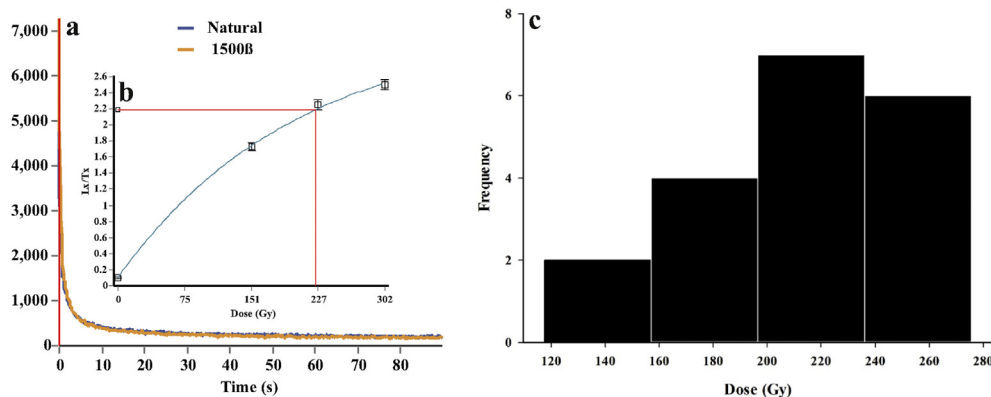 a
Natural
1500ß
7,000
6,000
5,000
4,000
3,000
2,000
1,000
0
0 10 20 30 40 50 60 70 80
Time (s)
b
2.6
2.4
2.2
2
1.8
1.6
1.4
1.2
1
0.8
0.6
0.4
0.2
0
Lx/Tx
0 75 151 227 302
Dose (Gy)
c
8
6
4
2
0
Frequency
120 140 160 180 200 220 240 260 280
Dose (Gy)